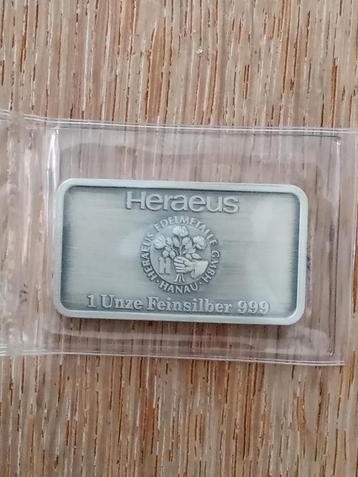 Heraeus
HERAEUS EDELMETALLE GMBH
·HANAU·
1 Unze Feinsilber 999